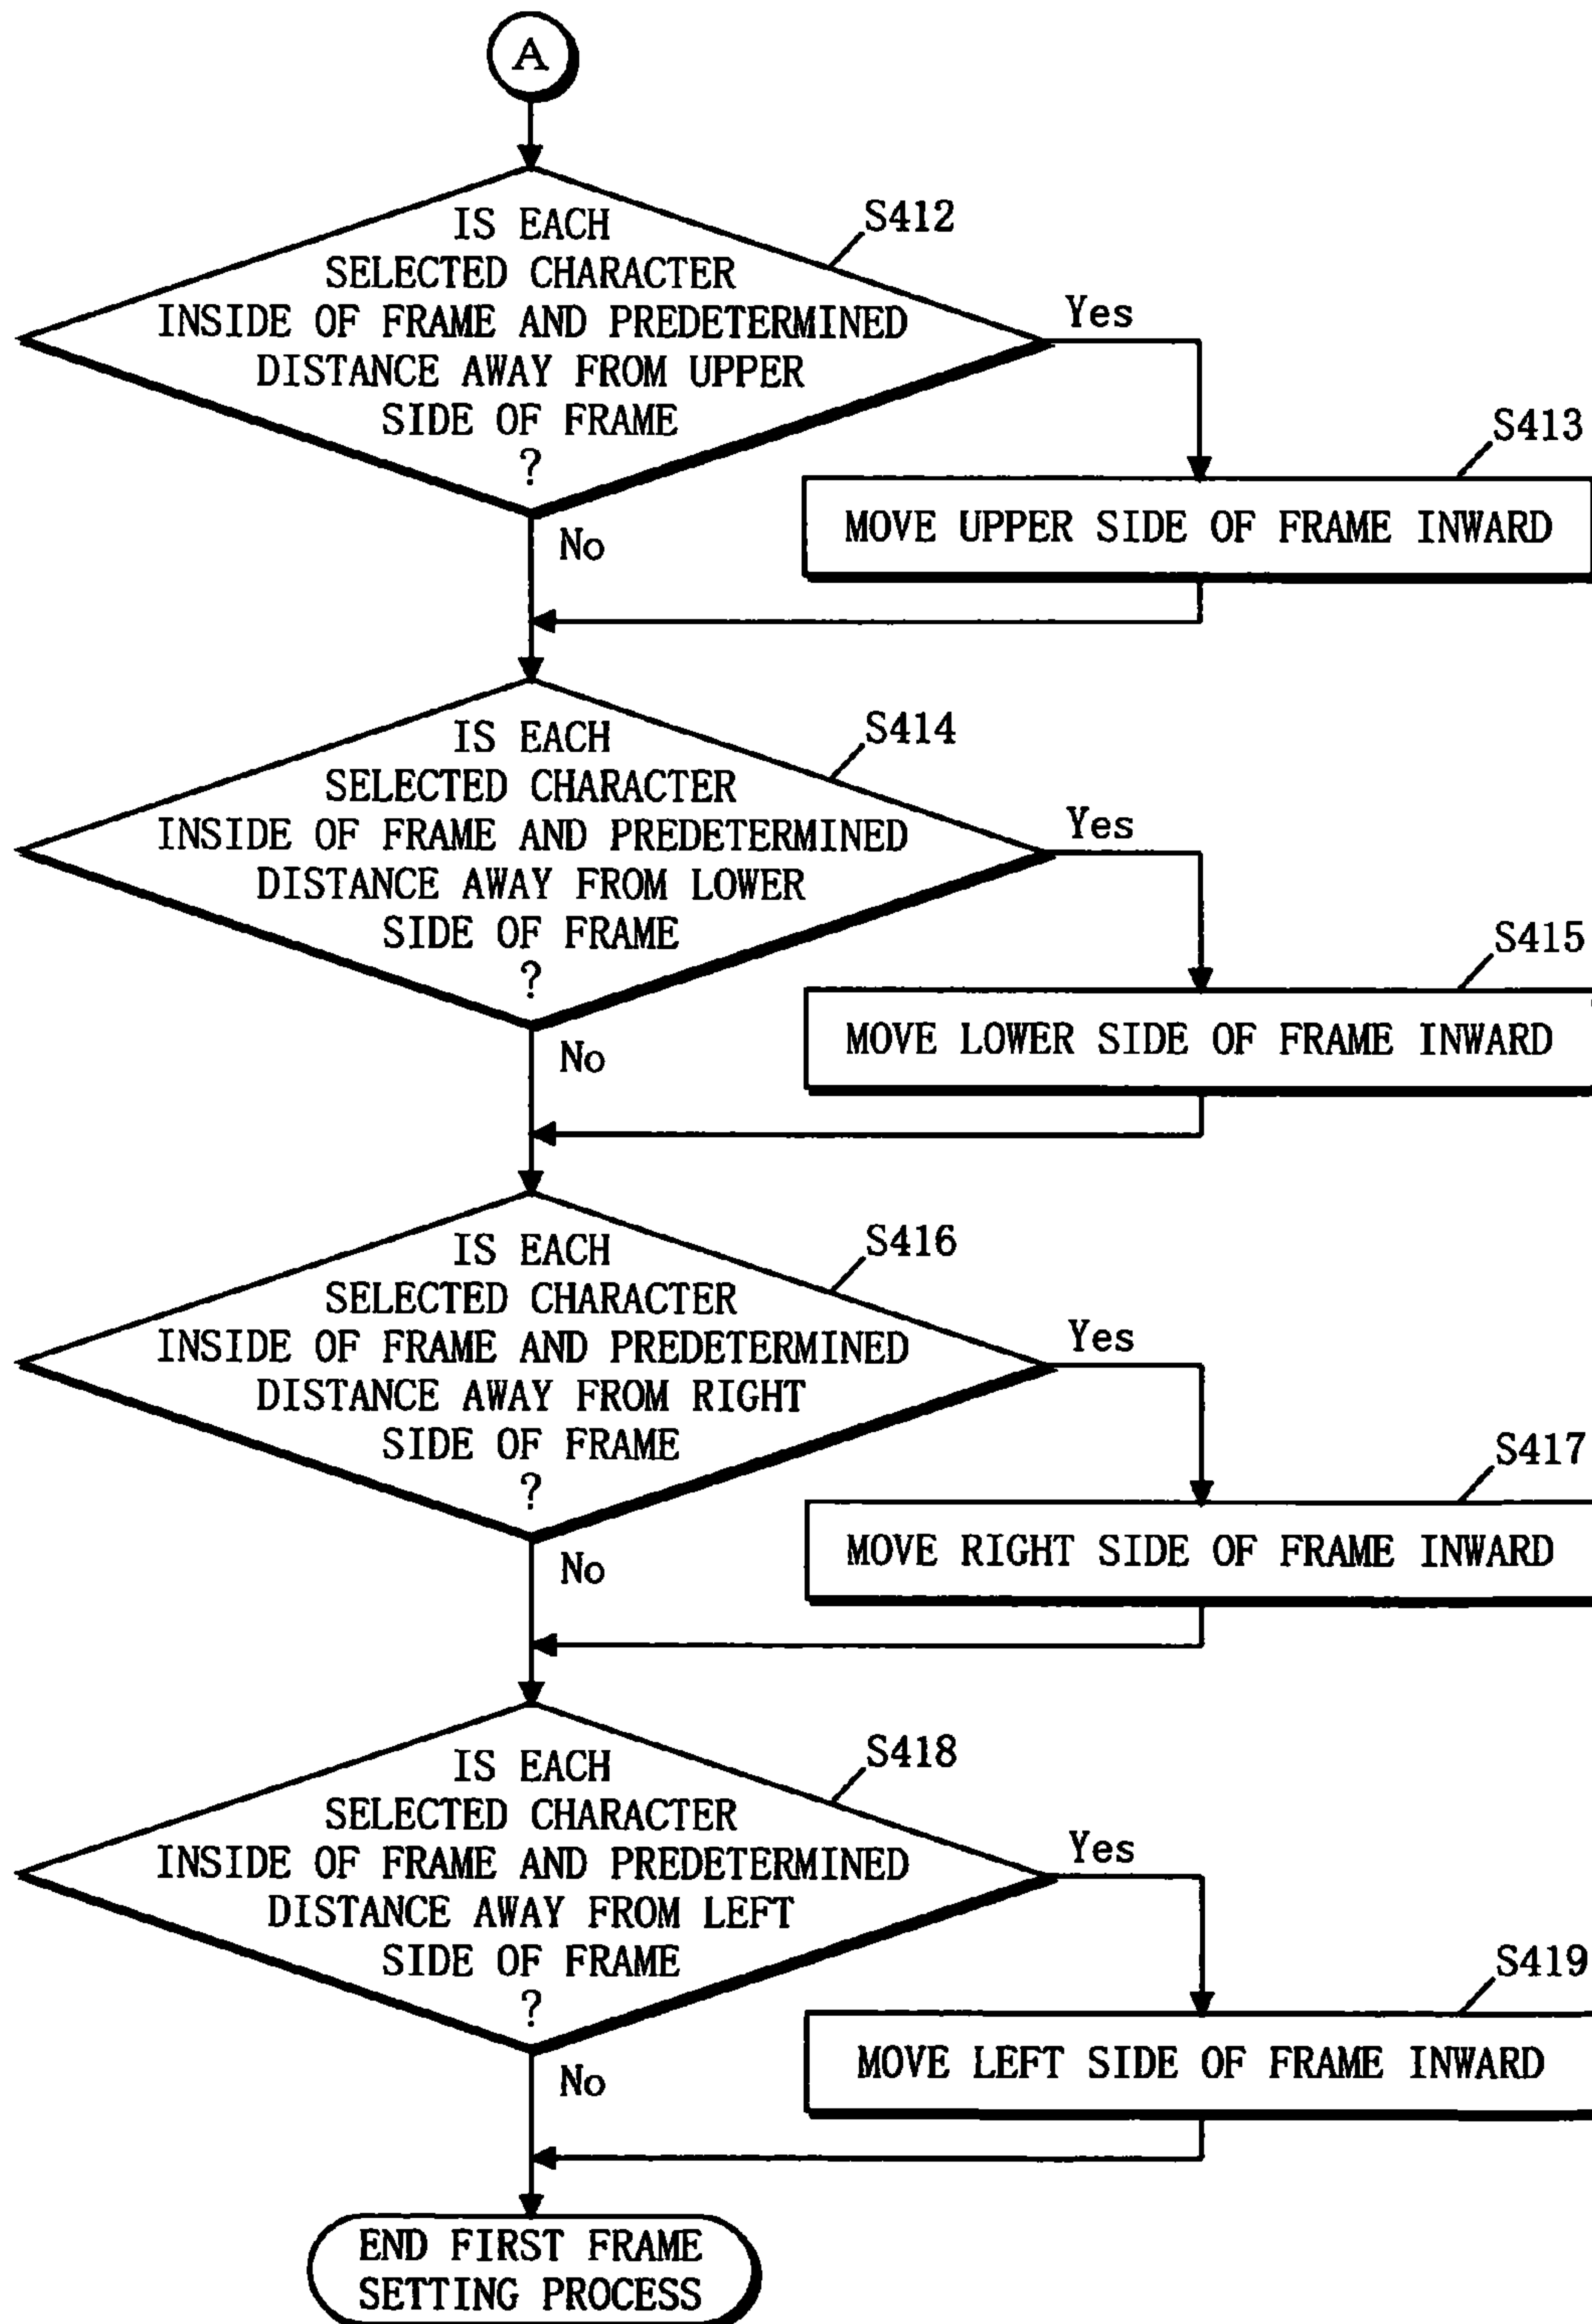 A
IS EACH
SELECTED CHARACTER
INSIDE OF FRAME AND PREDETERMINED
DISTANCE AWAY FROM UPPER
SIDE OF FRAME
?
S412
Yes
No
S413
MOVE UPPER SIDE OF FRAME INWARD
IS EACH
SELECTED CHARACTER
INSIDE OF FRAME AND PREDETERMINED
DISTANCE AWAY FROM LOWER
SIDE OF FRAME
?
S414
Yes
No
S415
MOVE LOWER SIDE OF FRAME INWARD
IS EACH
SELECTED CHARACTER
INSIDE OF FRAME AND PREDETERMINED
DISTANCE AWAY FROM RIGHT
SIDE OF FRAME
?
S416
Yes
No
S417
MOVE RIGHT SIDE OF FRAME INWARD
IS EACH
SELECTED CHARACTER
INSIDE OF FRAME AND PREDETERMINED
DISTANCE AWAY FROM LEFT
SIDE OF FRAME
?
S418
Yes
No
S419
MOVE LEFT SIDE OF FRAME INWARD
END FIRST FRAME
SETTING PROCESS